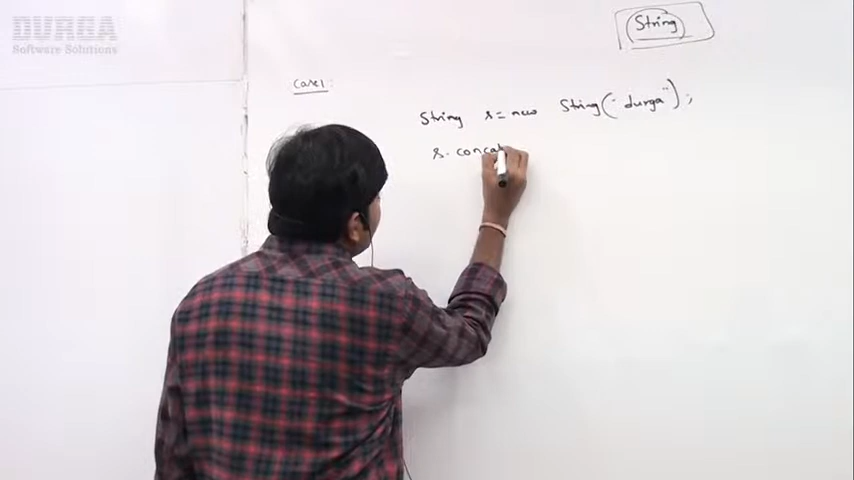 DURGA
Software Solutions
String
Case1
String s = new String("durga");
s.concat